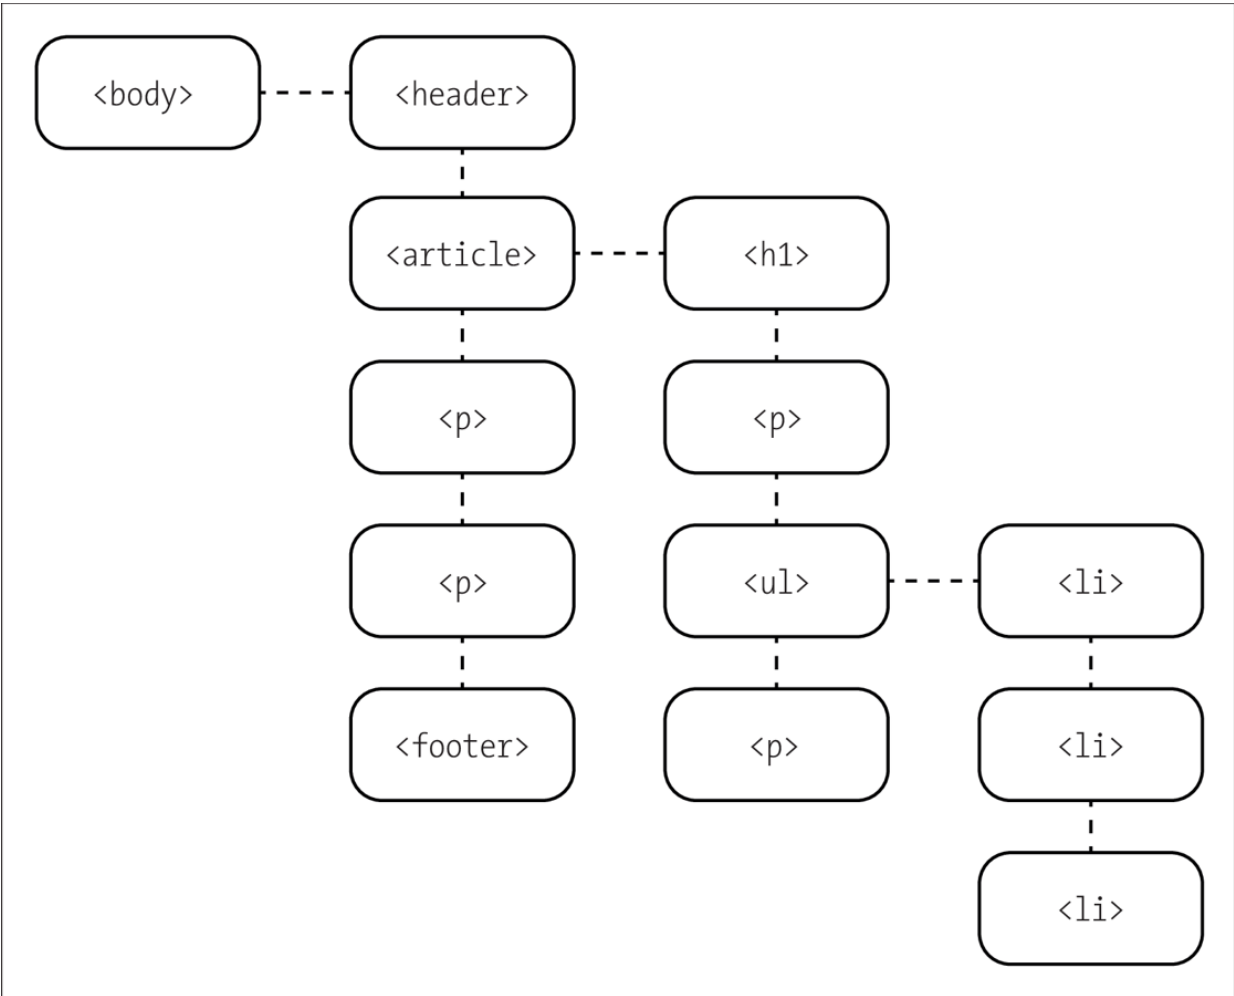 <body> <header>
<article> <h1>
<p> <p>
<p> <ul> <li>
<footer> <p> <li>
<li>